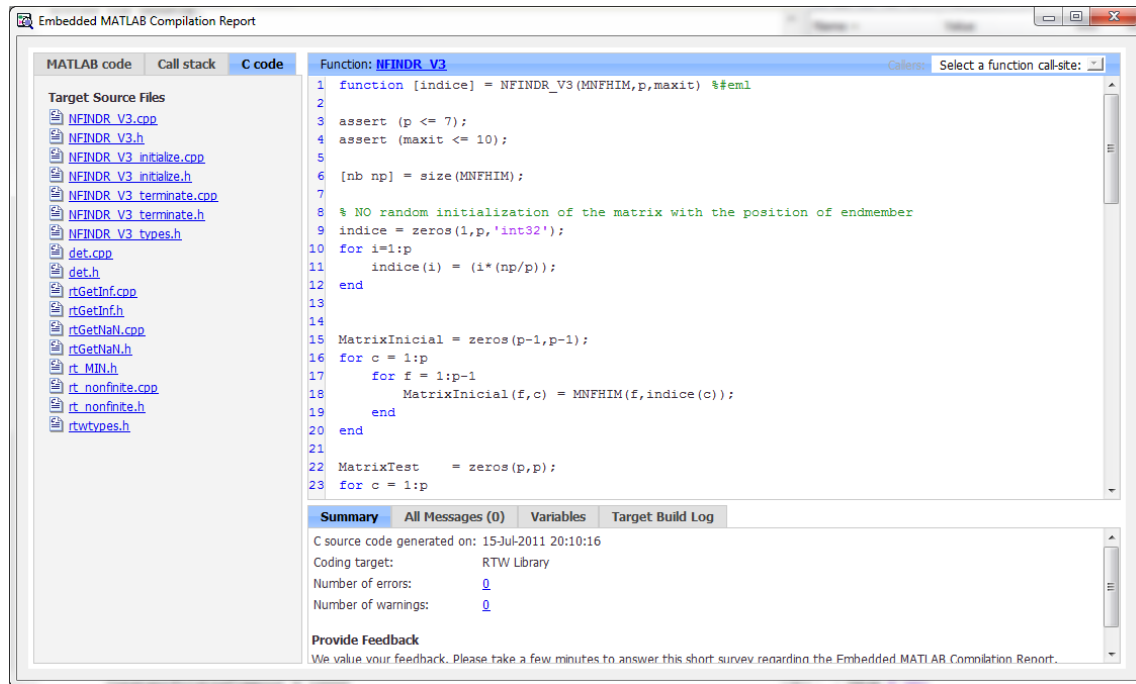 Embedded MATLAB Compilation Report
Name
Value
MATLAB code Call stack C code
Target Source Files
NFINDR_V3.cpp
NFINDR_V3.h
NFINDR_V3_initialize.cpp
NFINDR_V3_initialize.h
NFINDR_V3_terminate.cpp
NFINDR_V3_terminate.h
NFINDR_V3_types.h
det.cpp
det.h
rtGetInf.cpp
rtGetInf.h
rtGetNaN.cpp
rtGetNaN.h
rt_MIN.h
rt_nonfinite.cpp
rt_nonfinite.h
rtwtypes.h
Function: NFINDR_V3 Callers: Select a function call-site:
1 function [indice] = NFINDR_V3(MNFHIM,p,maxit) %#eml
2
3 assert (p <= 7);
4 assert (maxit <= 10);
5
6 [nb np] = size(MNFHIM);
7
8 % NO random initialization of the matrix with the position of endmember
9 indice = zeros(1,p,'int32');
10 for i=1:p
11 indice(i) = (i*(np/p));
12 end
13
14
15 MatrixInicial = zeros(p-1,p-1);
16 for c = 1:p
17 for f = 1:p-1
18 MatrixInicial(f,c) = MNFHIM(f,indice(c));
19 end
20 end
21
22 MatrixTest = zeros(p,p);
23 for c = 1:p
Summary All Messages (0) Variables Target Build Log
C source code generated on: 15-Jul-2011 20:10:16
Coding target: RTW Library
Number of errors: 0
Number of warnings: 0
Provide Feedback
We value your feedback. Please take a few minutes to answer this short survey regarding the Embedded MATLAB Compilation Report.